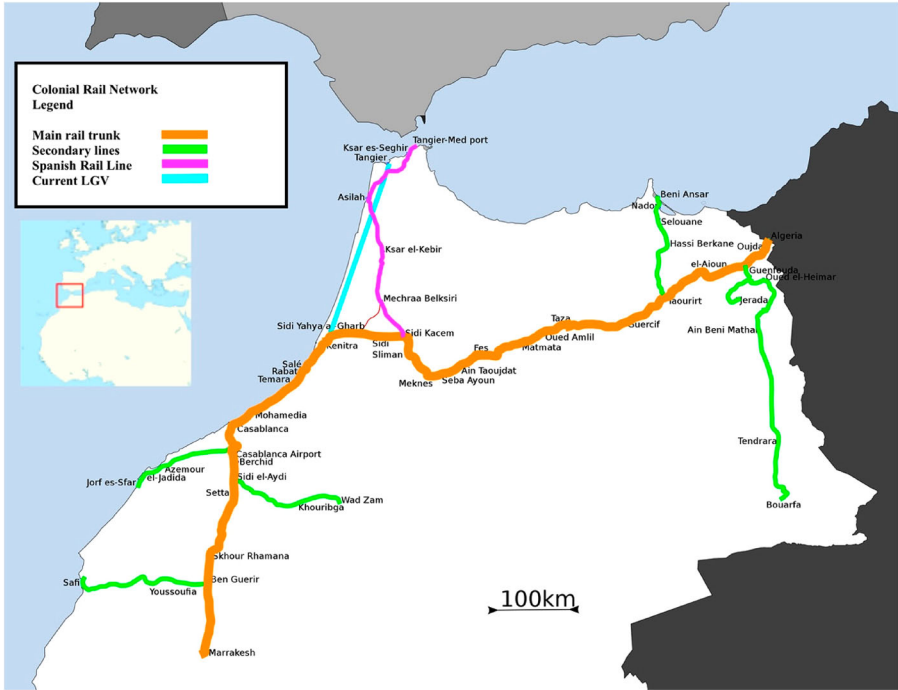 Colonial Rail Network
Legend
Main rail trunk
Secondary lines
Spanish Rail Line
Current LGV
Ksar es-Seghir
Tangier-Med port
Tangier
Asilah
Ksar el-Kebir
Mechraa Belksiri
Sidi Yahya a Gharb
Sidi Kacem
Kenitra
Sidi
Sliman
Salé
Rabat
Temara
Mohamedia
Casablanca
Casablanca Airport
Berchid
Azemour
el-Jadida
Jorf es-Sfar
Sidi el-Aydi
Setta
Wad Zam
Khouribga
Skhour Rhamana
Ben Guerir
Safi
Youssoufia
Marrakesh
Meknes
Seba Ayoun
Ain Taoujdat
Fes
Matmata
Oued Amlil
Taza
Guercif
Taourirt
Beni Ansar
Nador
Selouane
Hassi Berkane
el-Aioun
Oujda
Algeria
Guenfouda
Oued el-Heimar
Jerada
Ain Beni Mathar
Tendrara
Bouarfa
100km